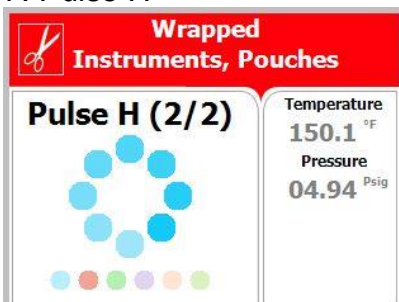 Wrapped
Instruments, Pouches
Pulse H (2/2)
Temperature
150.1 °F
Pressure
04.94 Psig